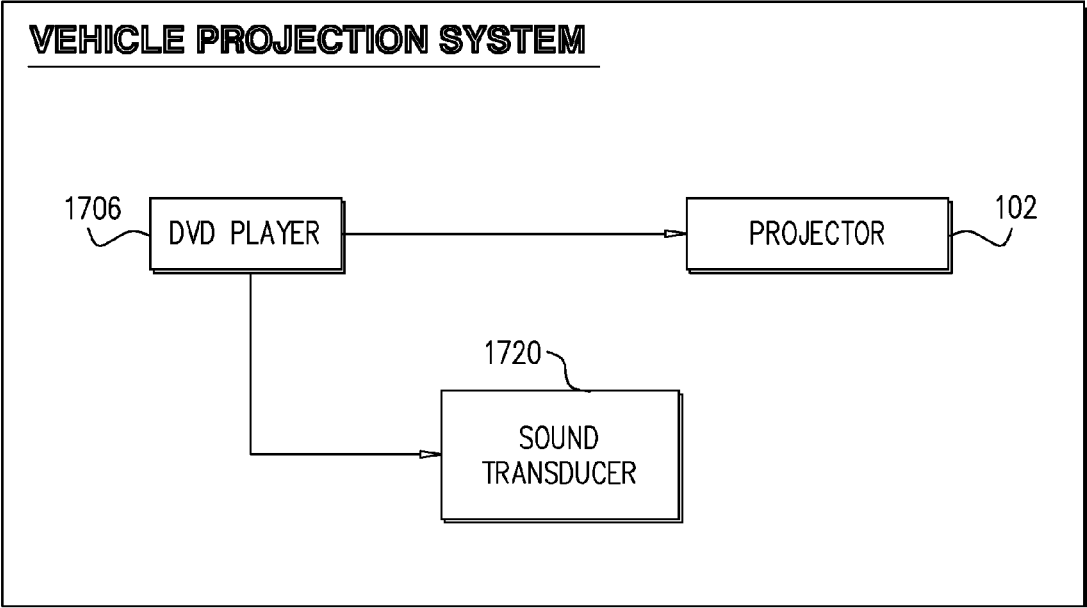 VEHICLE PROJECTION SYSTEM
1706
DVD PLAYER
PROJECTOR
102
1720
SOUND
TRANSDUCER